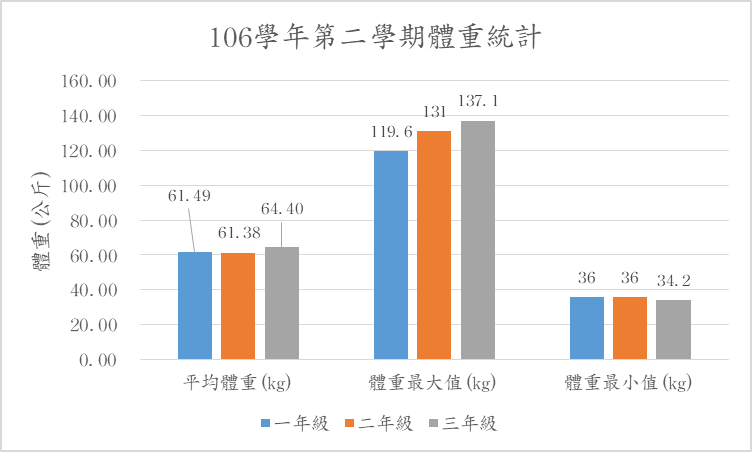 106學年第二學期體重統計
體重(公斤)
160.00
140.00
120.00
100.00
80.00
60.00
40.00
20.00
0.00
61.49
61.38
64.40
119.6
131
137.1
36
36
34.2
平均體重(kg)
體重最大值(kg)
體重最小值(kg)
一年級
二年級
三年級